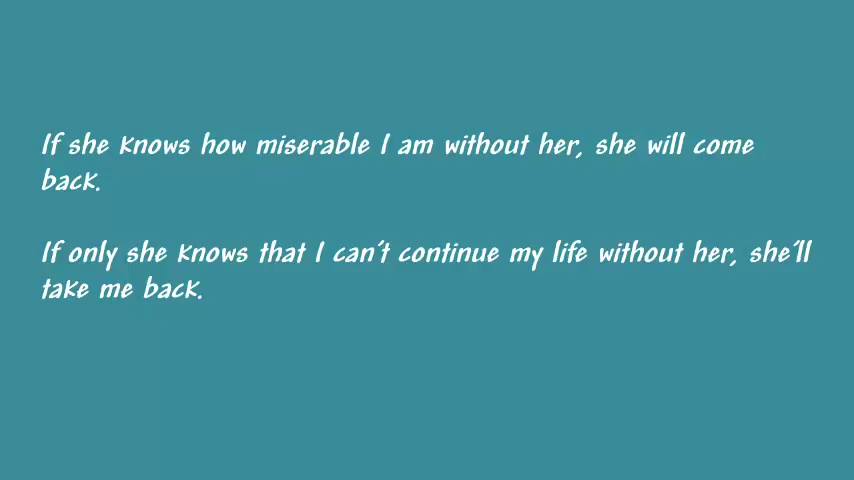 If she knows how miserable I am without her, she will come
back.
If only she knows that I can't continue my life without her, she'll
take me back.